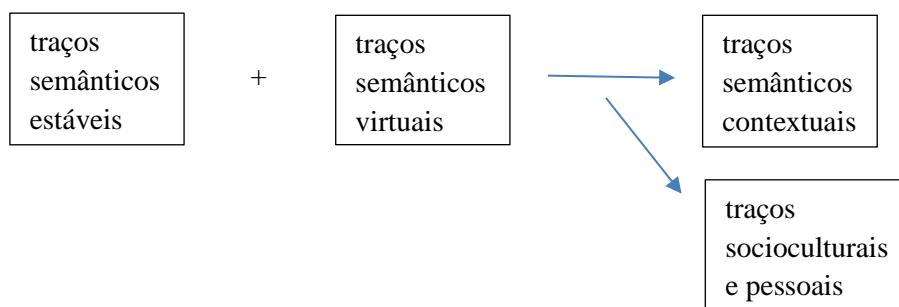 traços
semânticos
estáveis
+
traços
semânticos
virtuais
traços
semânticos
contextuais
traços
socioculturais
e pessoais